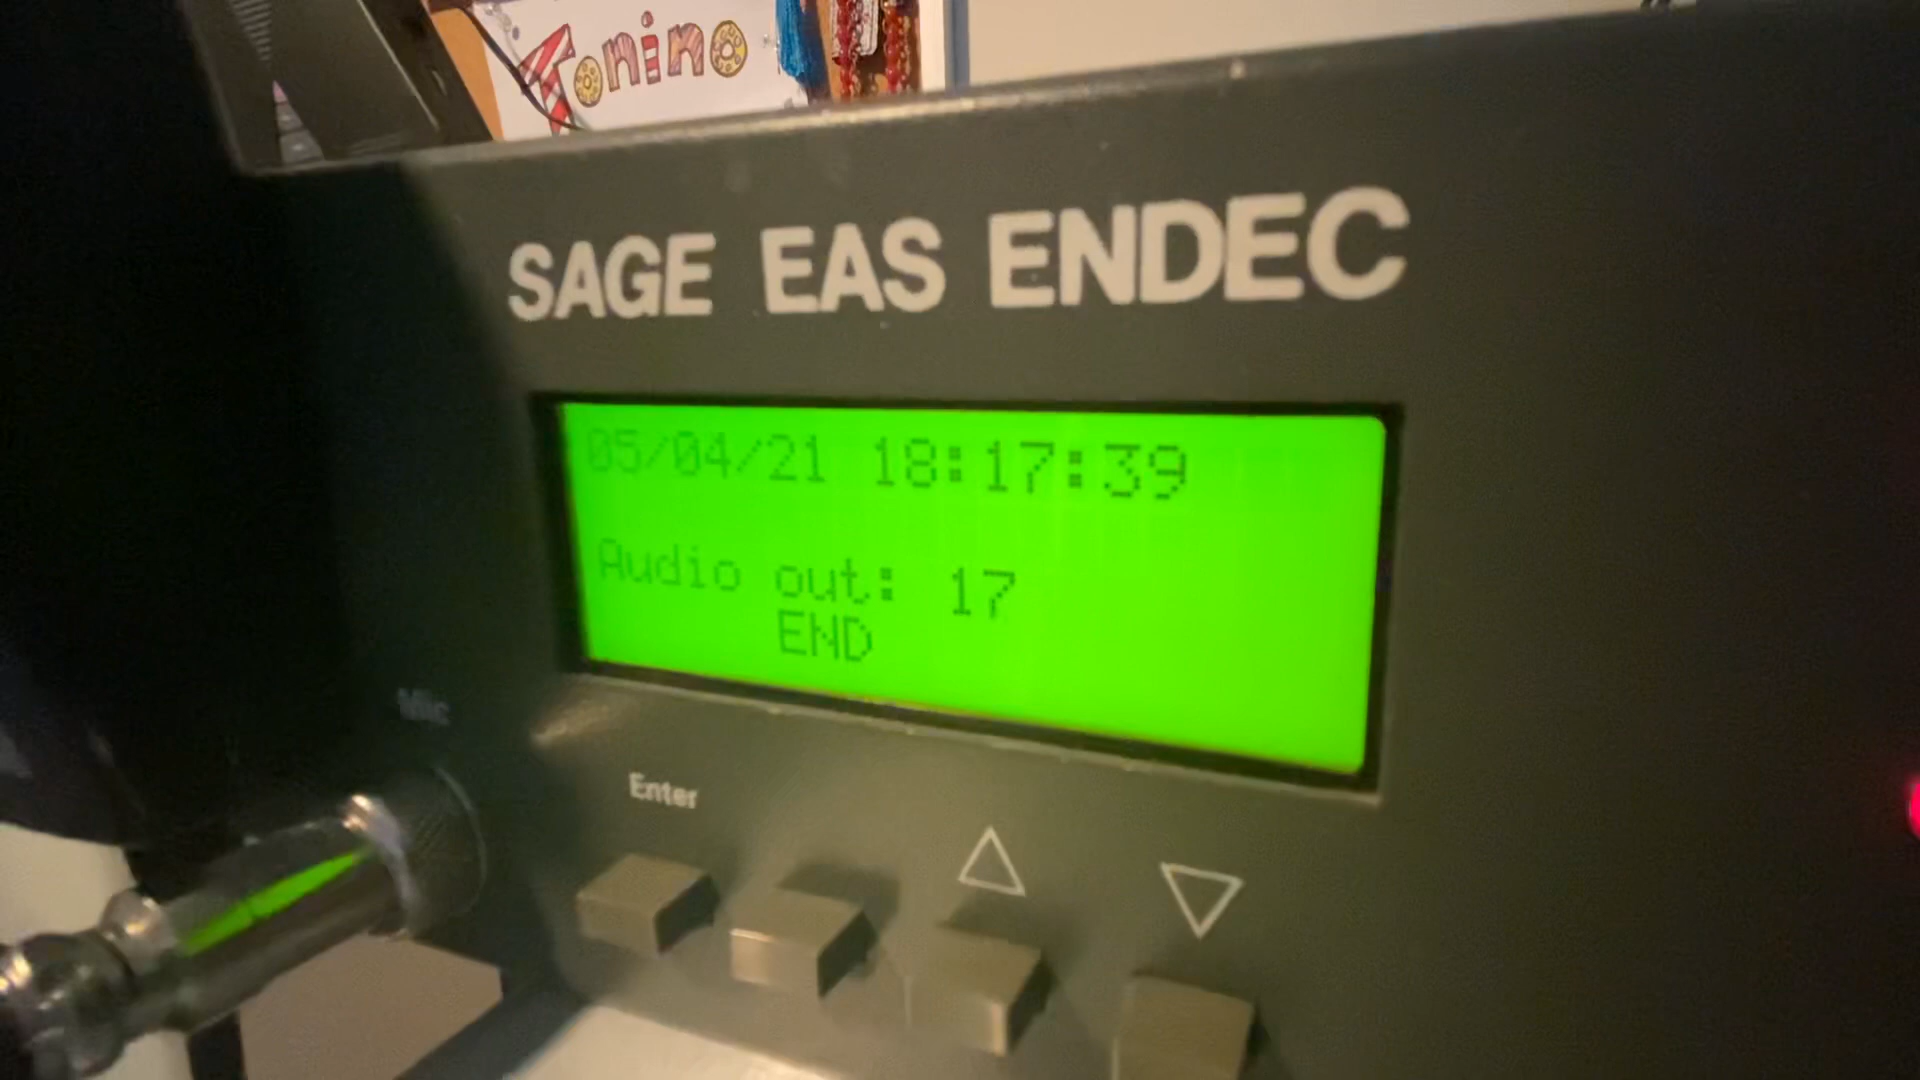 Tonino
SAGE EAS ENDEC
05/04/21 18:17:39
Audio out: 17
END
Mic
Enter